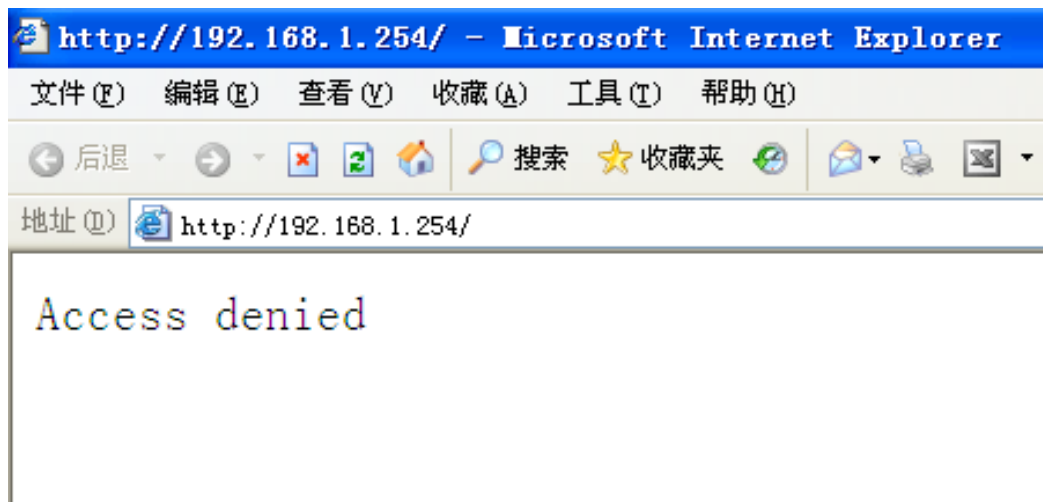 http://192.168.1.254/ - Microsoft Internet Explorer
文件(F) 编辑(E) 查看(V) 收藏(A) 工具(T) 帮助(H)
后退 搜索 收藏夹
地址(D) http://192.168.1.254/
Access denied